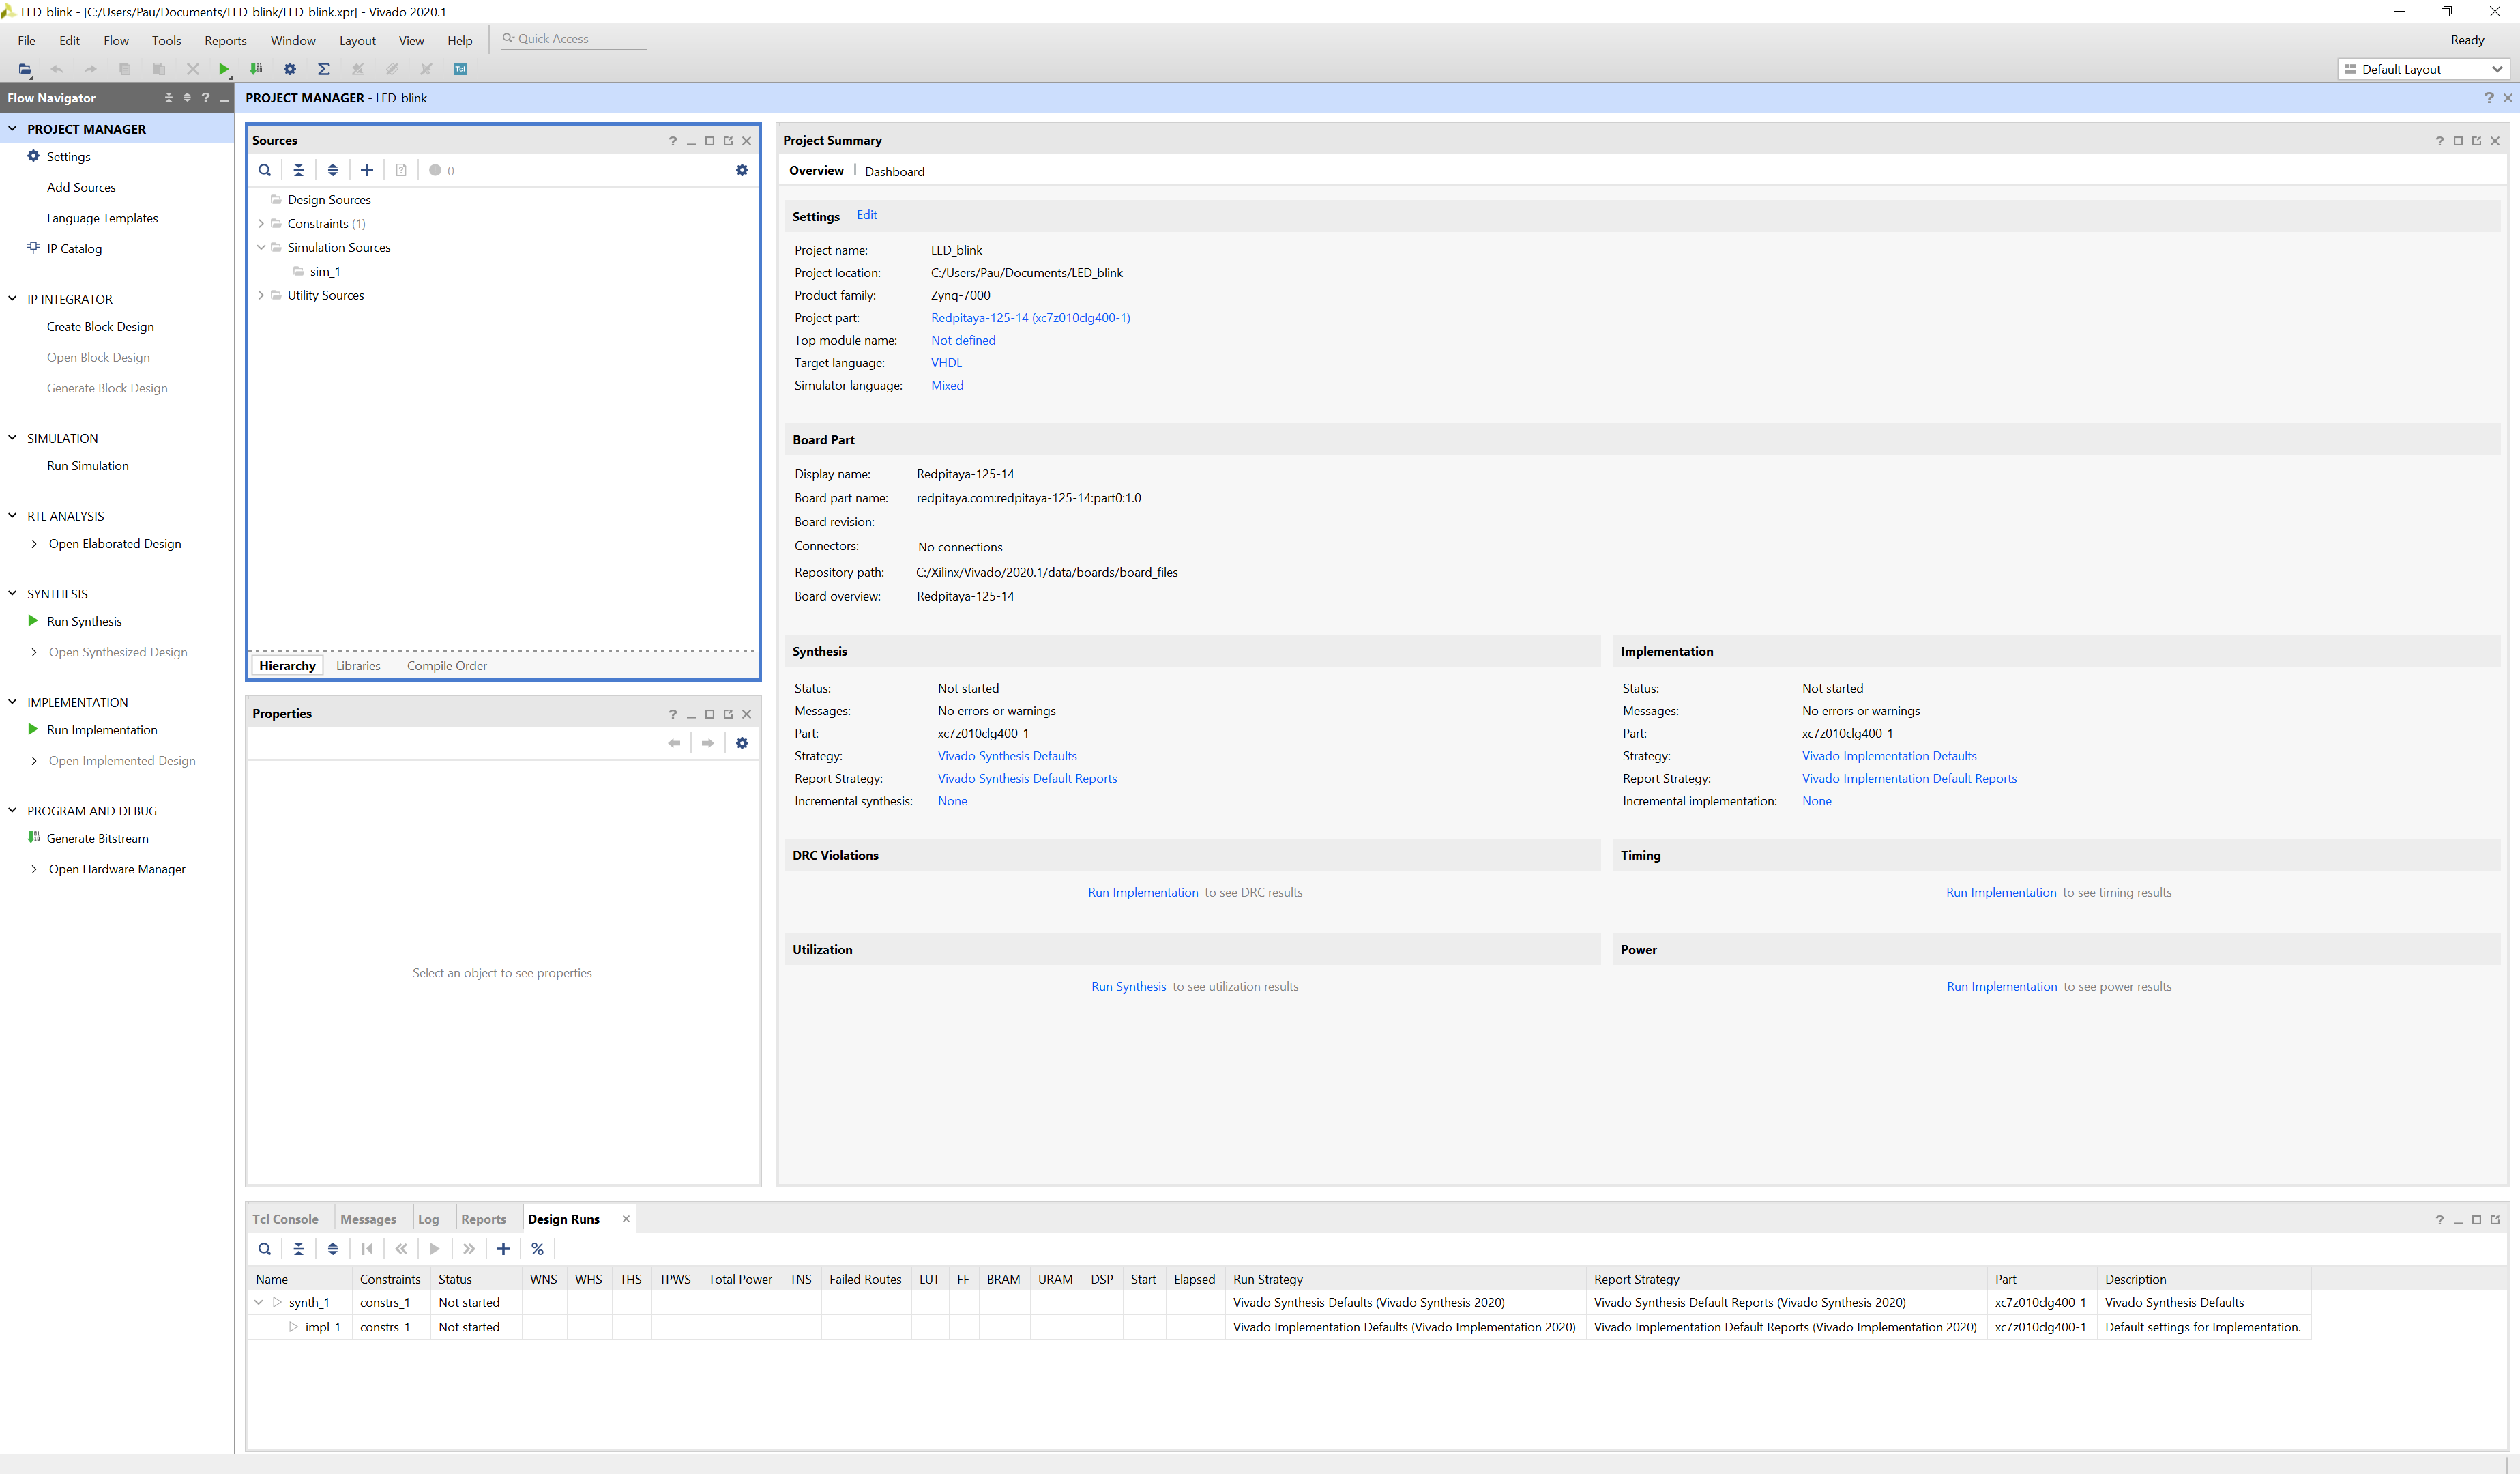 LED_blink - [C:/Users/Pau/Documents/LED_blink/LED_blink.xpr] - Vivado 2020.1
File Edit Flow Tools Reports Window Layout View Help Quick Access
Ready
Default Layout
Flow Navigator
PROJECT MANAGER
Settings
Add Sources
Language Templates
IP Catalog
IP INTEGRATOR
Create Block Design
Open Block Design
Generate Block Design
SIMULATION
Run Simulation
RTL ANALYSIS
Open Elaborated Design
SYNTHESIS
Run Synthesis
Open Synthesized Design
IMPLEMENTATION
Run Implementation
Open Implemented Design
PROGRAM AND DEBUG
Generate Bitstream
Open Hardware Manager
PROJECT MANAGER - LED_blink
Sources
0
Design Sources
Constraints (1)
Simulation Sources
sim_1
Utility Sources
Hierarchy Libraries Compile Order
Properties
Select an object to see properties
Project Summary
Overview | Dashboard
Settings Edit
Project name: LED_blink
Project location: C:/Users/Pau/Documents/LED_blink
Product family: Zynq-7000
Project part: Redpitaya-125-14 (xc7z010clg400-1)
Top module name: Not defined
Target language: VHDL
Simulator language: Mixed
Board Part
Display name: Redpitaya-125-14
Board part name: redpitaya.com:redpitaya-125-14:part0:1.0
Board revision:
Connectors: No connections
Repository path: C:/Xilinx/Vivado/2020.1/data/boards/board_files
Board overview: Redpitaya-125-14
Synthesis
Status: Not started
Messages: No errors or warnings
Part: xc7z010clg400-1
Strategy: Vivado Synthesis Defaults
Report Strategy: Vivado Synthesis Default Reports
Incremental synthesis: None
Implementation
Status: Not started
Messages: No errors or warnings
Part: xc7z010clg400-1
Strategy: Vivado Implementation Defaults
Report Strategy: Vivado Implementation Default Reports
Incremental implementation: None
DRC Violations
Run Implementation to see DRC results
Timing
Run Implementation to see timing results
Utilization
Run Synthesis to see utilization results
Power
Run Implementation to see power results
Tcl Console Messages Log Reports Design Runs
Name Constraints Status WNS WHS THS TPWS Total Power TNS Failed Routes LUT FF BRAM URAM DSP Start Elapsed Run Strategy Report Strategy Part Description
synth_1 constrs_1 Not started Vivado Synthesis Defaults (Vivado Synthesis 2020) Vivado Synthesis Default Reports (Vivado Synthesis 2020) xc7z010clg400-1 Vivado Synthesis Defaults
impl_1 constrs_1 Not started Vivado Implementation Defaults (Vivado Implementation 2020) Vivado Implementation Default Reports (Vivado Implementation 2020) xc7z010clg400-1 Default settings for Implementation.